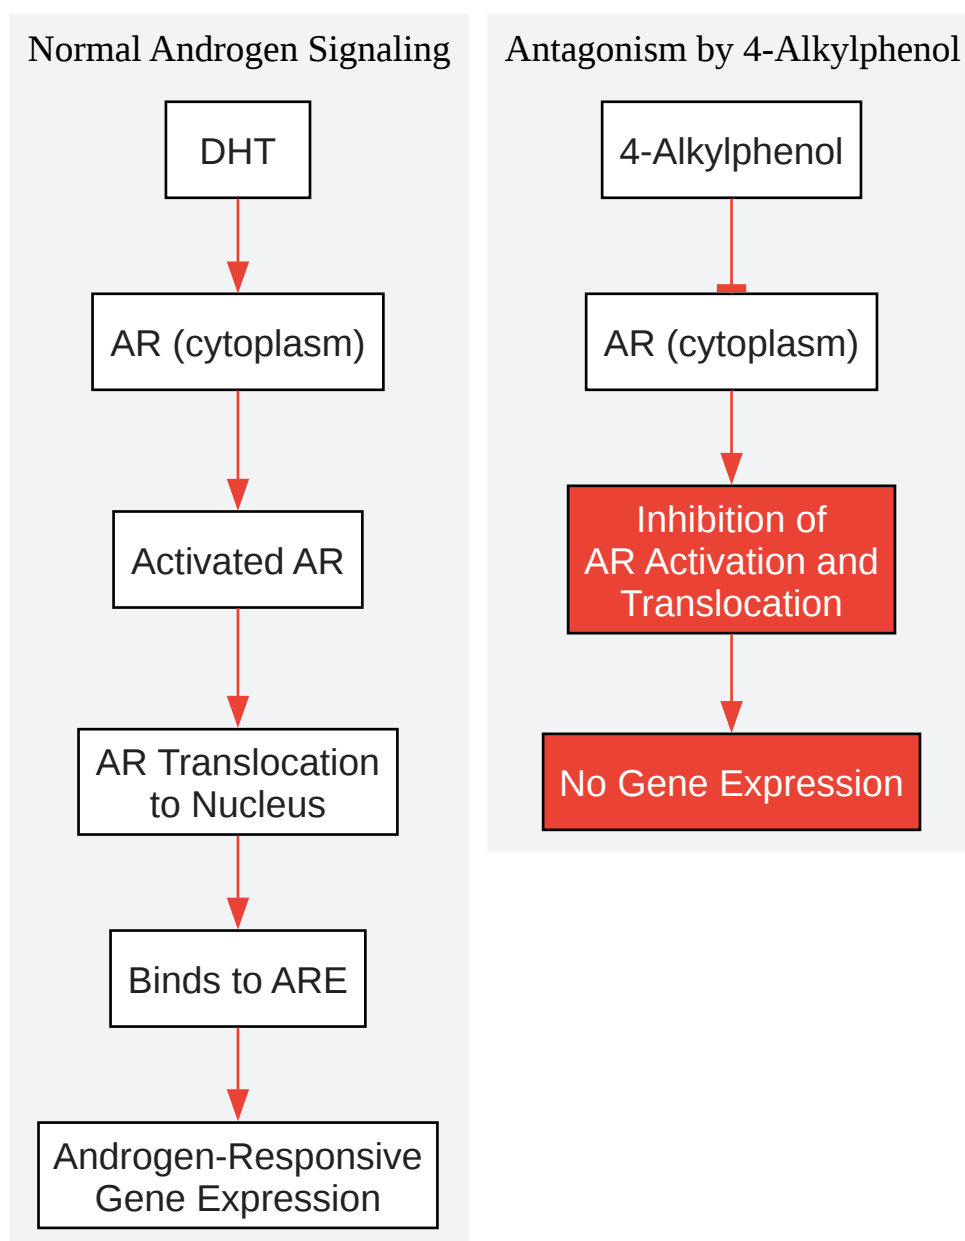 Normal Androgen Signaling
DHT
AR (cytoplasm)
Activated AR
AR Translocation
to Nucleus
Binds to ARE
Androgen-Responsive
Gene Expression
Antagonism by 4-Alkylphenol
4-Alkylphenol
AR (cytoplasm)
Inhibition of
AR Activation and
Translocation
No Gene Expression